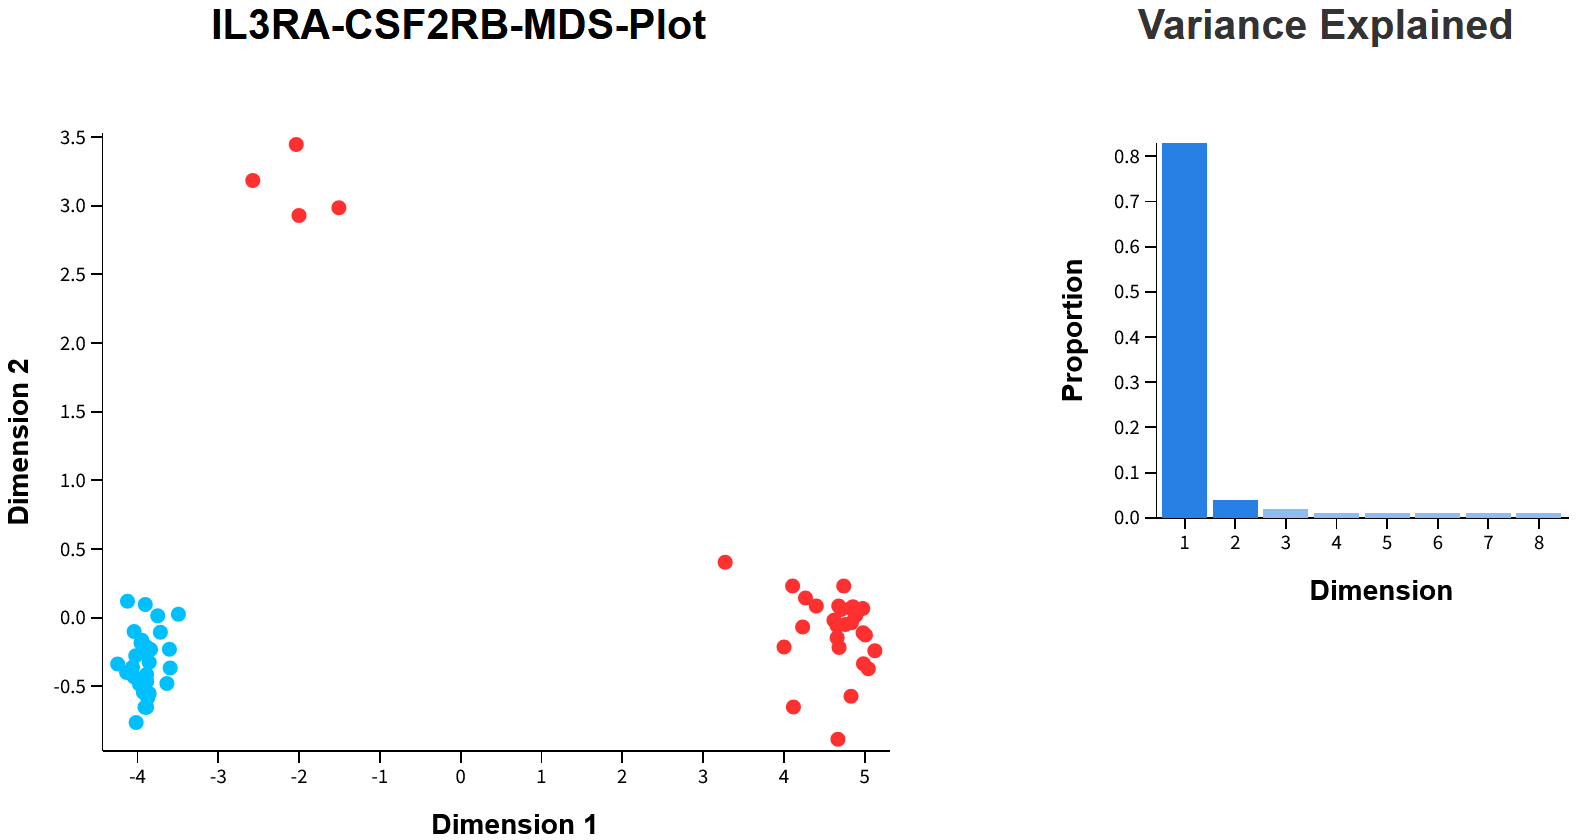 IL3RA-CSF2RB-MDS-Plot
Dimension 2
3.5
3.0
2.5
2.0
1.5
1.0
0.5
0.0
-0.5
-4 -3 -2 -1 0 1 2 3 4 5
Dimension 1
Variance Explained
Proportion
0.8
0.7
0.6
0.5
0.4
0.3
0.2
0.1
0.0
1 2 3 4 5 6 7 8
Dimension